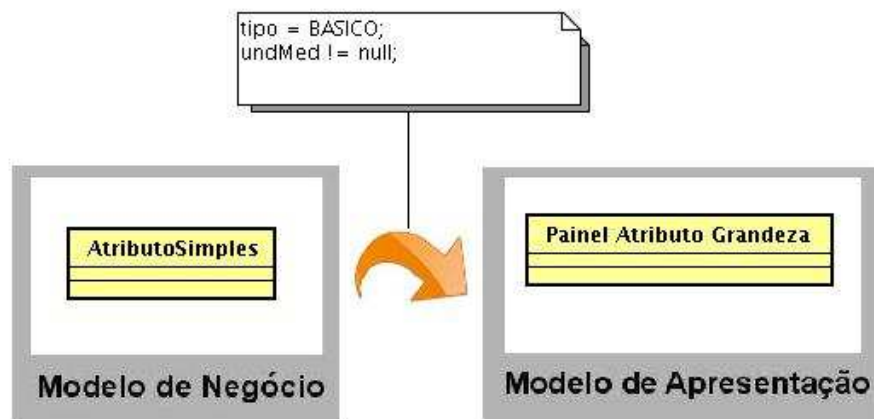 tipo = BASICO;
undMed != null;
AtributoSimples
Painel Atributo Grandeza
Modelo de Negócio
Modelo de Apresentação